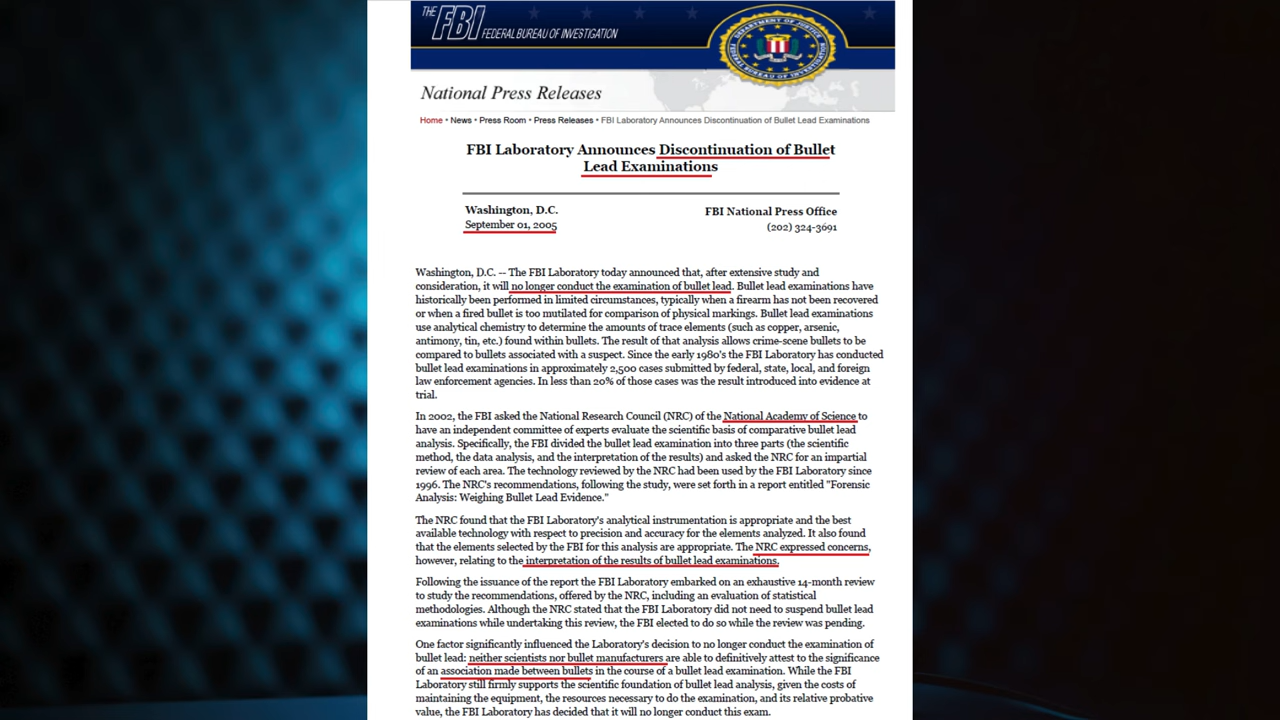 THE FBI FEDERAL BUREAU OF INVESTIGATION
DEPARTMENT OF JUSTICE
FEDERAL BUREAU OF INVESTIGATION
National Press Releases
Home • News • Press Room • Press Releases • FBI Laboratory Announces Discontinuation of Bullet Lead Examinations
FBI Laboratory Announces Discontinuation of Bullet
Lead Examinations
Washington, D.C.
September 01, 2005
FBI National Press Office
(202) 324-3691
Washington, D.C. -- The FBI Laboratory today announced that, after extensive study and
consideration, it will no longer conduct the examination of bullet lead. Bullet lead examinations have
historically been performed in limited circumstances, typically when a firearm has not been recovered
or when a fired bullet is too mutilated for comparison of physical markings. Bullet lead examinations
use analytical chemistry to determine the amounts of trace elements (such as copper, arsenic,
antimony, tin, etc.) found within bullets. The result of that analysis allows crime-scene bullets to be
compared to bullets associated with a suspect. Since the early 1980's the FBI Laboratory has conducted
bullet lead examinations in approximately 2,500 cases submitted by federal, state, local, and foreign
law enforcement agencies. In less than 20% of those cases was the result introduced into evidence at
trial.
In 2002, the FBI asked the National Research Council (NRC) of the National Academy of Science to
have an independent committee of experts evaluate the scientific basis of comparative bullet lead
analysis. Specifically, the FBI divided the bullet lead examination into three parts (the scientific
method, the data analysis, and the interpretation of the results) and asked the NRC for an impartial
review of each area. The technology reviewed by the NRC had been used by the FBI Laboratory since
1996. The NRC's recommendations, following the study, were set forth in a report entitled "Forensic
Analysis: Weighing Bullet Lead Evidence."
The NRC found that the FBI Laboratory's analytical instrumentation is appropriate and the best
available technology with respect to precision and accuracy for the elements analyzed. It also found
that the elements selected by the FBI for this analysis are appropriate. The NRC expressed concerns,
however, relating to the interpretation of the results of bullet lead examinations.
Following the issuance of the report the FBI Laboratory embarked on an exhaustive 14-month review
to study the recommendations, offered by the NRC, including an evaluation of statistical
methodologies. Although the NRC stated that the FBI Laboratory did not need to suspend bullet lead
examinations while undertaking this review, the FBI elected to do so while the review was pending.
One factor significantly influenced the Laboratory's decision to no longer conduct the examination of
bullet lead: neither scientists nor bullet manufacturers are able to definitively attest to the significance
of an association made between bullets in the course of a bullet lead examination. While the FBI
Laboratory still firmly supports the scientific foundation of bullet lead analysis, given the costs of
maintaining the equipment, the resources necessary to do the examination, and its relative probative
value, the FBI Laboratory has decided that it will no longer conduct this exam.